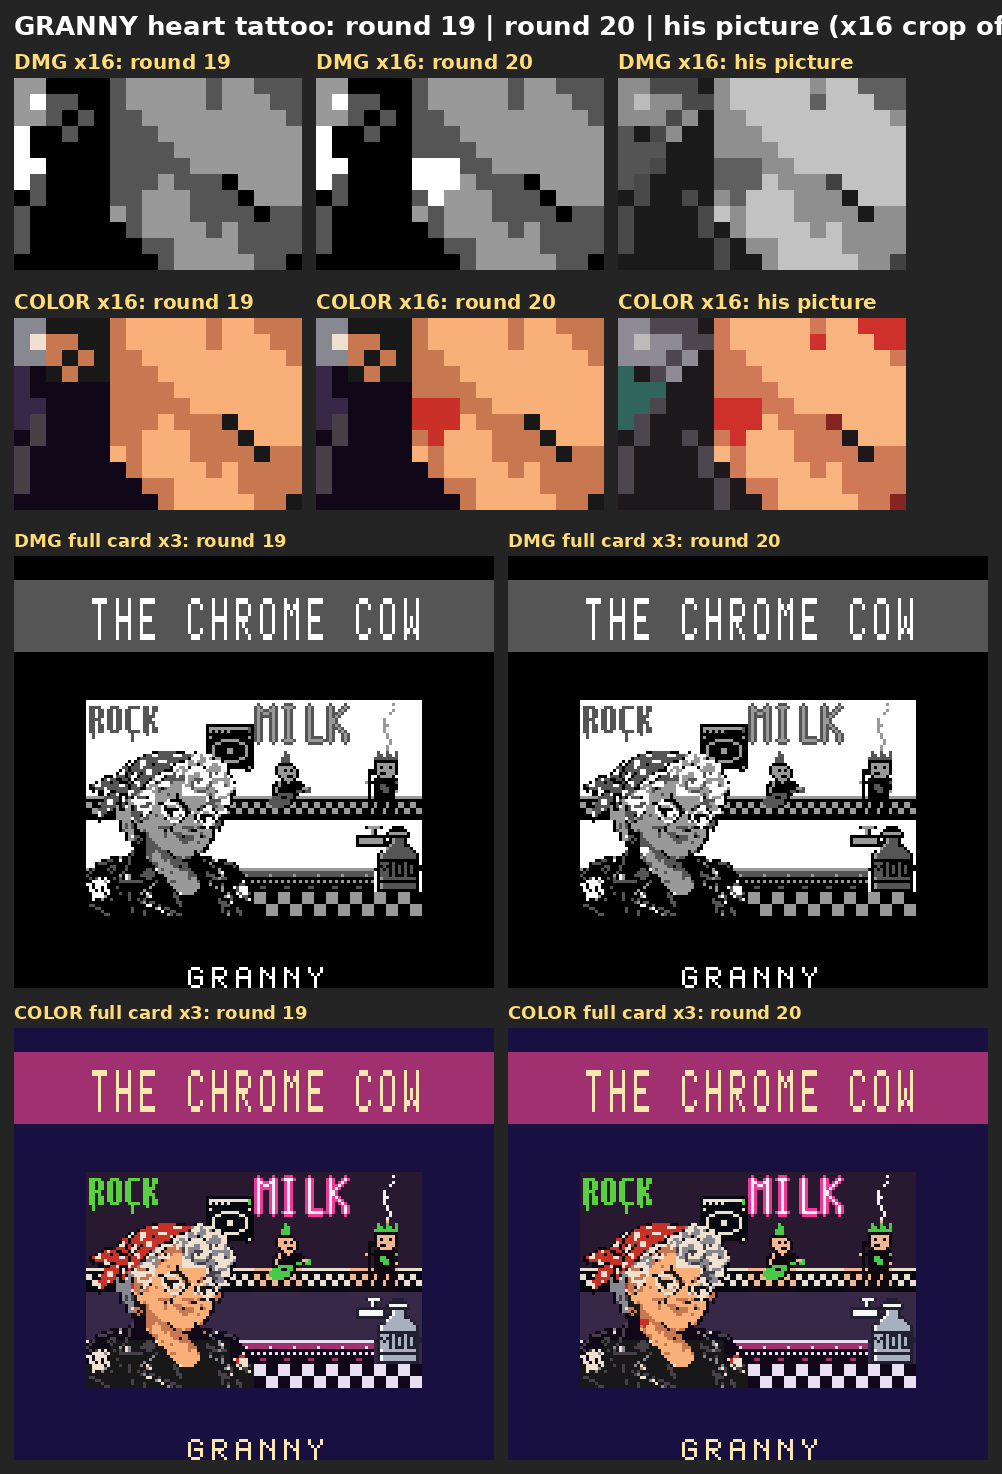 GRANNY heart tattoo: round 19 | round 20 | his picture (x16 crop of
DMG x16: round 19 DMG x16: round 20 DMG x16: his picture
COLOR x16: round 19 COLOR x16: round 20 COLOR x16: his picture
DMG full card x3: round 19 DMG full card x3: round 20
THE CHROME COW THE CHROME COW
ROCK MILK ROCK MILK
GRANNY GRANNY
COLOR full card x3: round 19 COLOR full card x3: round 20
THE CHROME COW THE CHROME COW
ROCK MILK ROCK MILK
GRANNY GRANNY